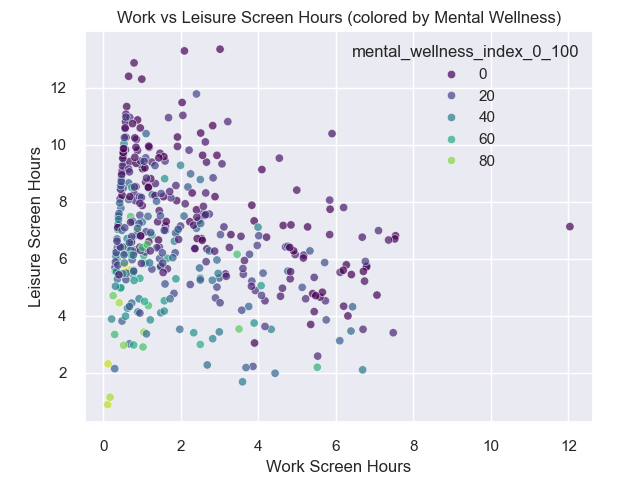 Work vs Leisure Screen Hours (colored by Mental Wellness)
mental_wellness_index_0_100
0
20
40
60
80
12
10
8
6
4
2
Leisure Screen Hours
0 2 4 6 8 10 12
Work Screen Hours